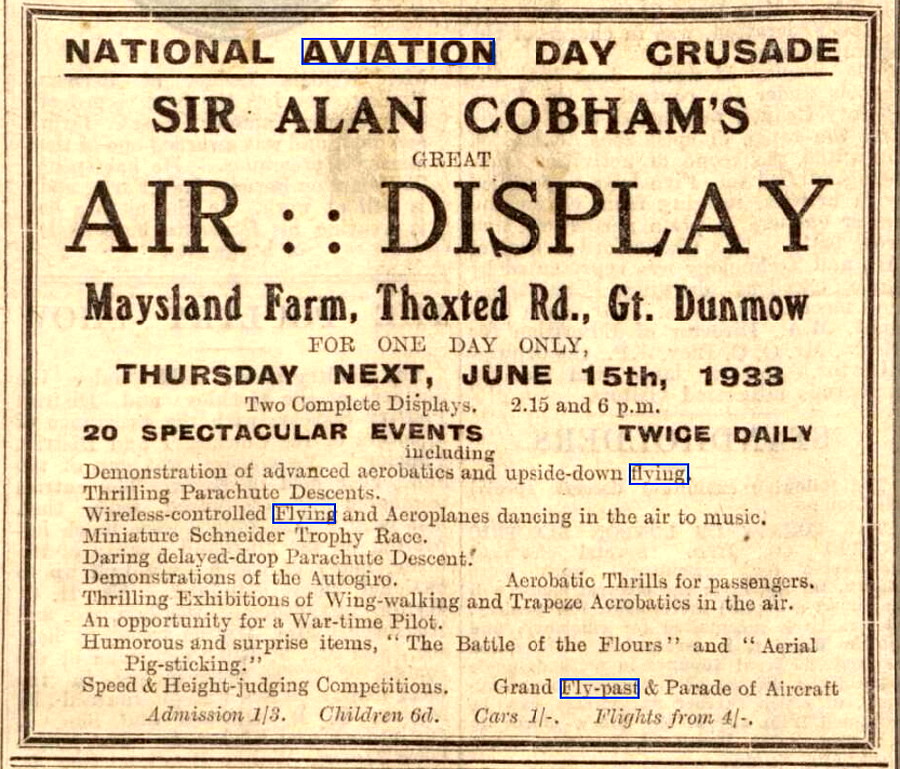 NATIONAL AVIATION DAY CRUSADE
SIR ALAN COBHAM'S
GREAT
AIR :: DISPLAY
Maysland Farm, Thaxted Rd., Gt. Dunmow
FOR ONE DAY ONLY,
THURSDAY NEXT, JUNE 15th, 1933
Two Complete Displays. 2.15 and 6 p.m.
20 SPECTACULAR EVENTS TWICE DAILY
including
Demonstration of advanced aerobatics and upside-down flying.
Thrilling Parachute Descents.
Wireless-controlled Flying and Aeroplanes dancing in the air to music.
Miniature Schneider Trophy Race.
Daring delayed-drop Parachute Descent.
Demonstrations of the Autogiro. Aerobatic Thrills for passengers.
Thrilling Exhibitions of Wing-walking and Trapeze Acrobatics in the air.
An opportunity for a War-time Pilot.
Humorous and surprise items, "The Battle of the Flours" and "Aerial
Pig-sticking."
Speed & Height-judging Competitions. Grand Fly-past & Parade of Aircraft
Admission 1/3. Children 6d. Cars 1/-. Flights from 4/-.